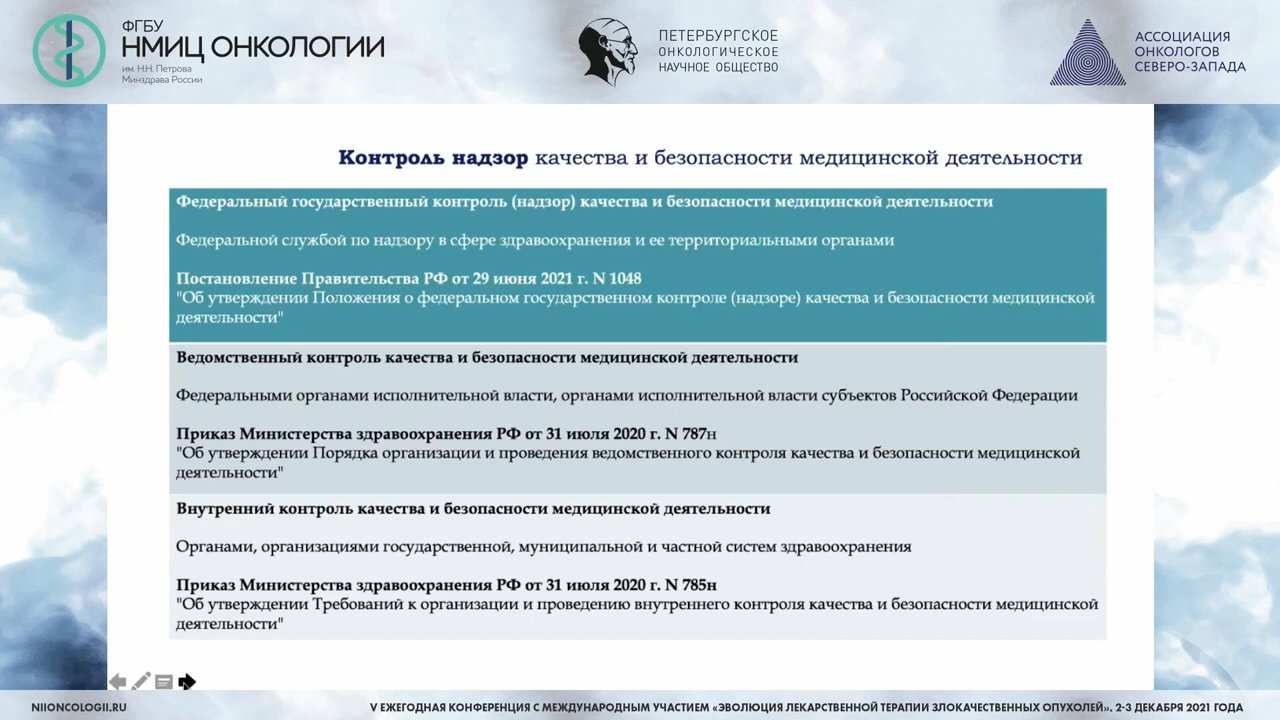 ФГБУ
НМИЦ ОНКОЛОГИИ
им. Н.Н. Петрова
Минздрава России
ПЕТЕРБУРГСКОЕ
ОНКОЛОГИЧЕСКОЕ
НАУЧНОЕ ОБЩЕСТВО
АССОЦИАЦИЯ
ОНКОЛОГОВ
СЕВЕРО-ЗАПАДА
Контроль надзор качества и безопасности медицинской деятельности
Федеральный государственный контроль (надзор) качества и безопасности медицинской деятельности
Федеральной службой по надзору в сфере здравоохранения и ее территориальными органами
Постановление Правительства РФ от 29 июня 2021 г. N 1048
"Об утверждении Положения о федеральном государственном контроле (надзоре) качества и безопасности медицинской
деятельности"
Ведомственный контроль качества и безопасности медицинской деятельности
Федеральными органами исполнительной власти, органами исполнительной власти субъектов Российской Федерации
Приказ Министерства здравоохранения РФ от 31 июля 2020 г. N 787н
"Об утверждении Порядка организации и проведения ведомственного контроля качества и безопасности медицинской
деятельности"
Внутренний контроль качества и безопасности медицинской деятельности
Органами, организациями государственной, муниципальной и частной систем здравоохранения
Приказ Министерства здравоохранения РФ от 31 июля 2020 г. N 785н
"Об утверждении Требований к организации и проведению внутреннего контроля качества и безопасности медицинской
деятельности"
NIIONCOLOGII.RU
V ЕЖЕГОДНАЯ КОНФЕРЕНЦИЯ С МЕЖДУНАРОДНЫМ УЧАСТИЕМ «ЭВОЛЮЦИЯ ЛЕКАРСТВЕННОЙ ТЕРАПИИ ЗЛОКАЧЕСТВЕННЫХ ОПУХОЛЕЙ». 2-3 ДЕКАБРЯ 2021 ГОДА